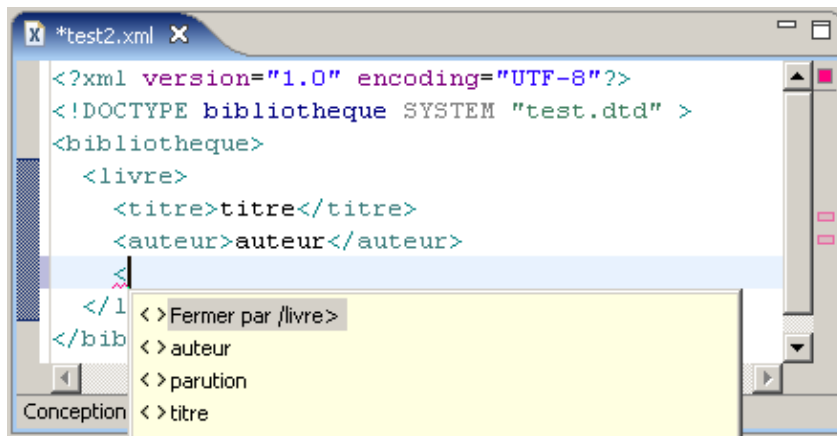 *test2.xml
<?xml version="1.0" encoding="UTF-8"?>
<!DOCTYPE bibliotheque SYSTEM "test.dtd" >
<bibliotheque>
<livre>
<titre>titre</titre>
<auteur>auteur</auteur>
<
</l
</bib
<> Fermer par /livre>
<> auteur
<> parution
<> titre
Conception